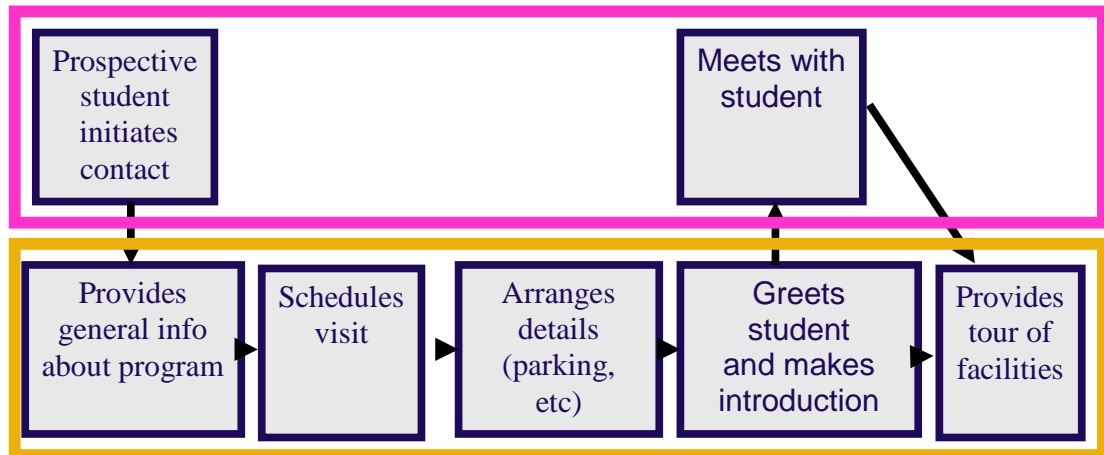 Prospective
student
initiates
contact
Meets with
student
Provides
general info
about program
Schedules
visit
Arranges
details
(parking,
etc)
Greets
student
and makes
introduction
Provides
tour of
facilities